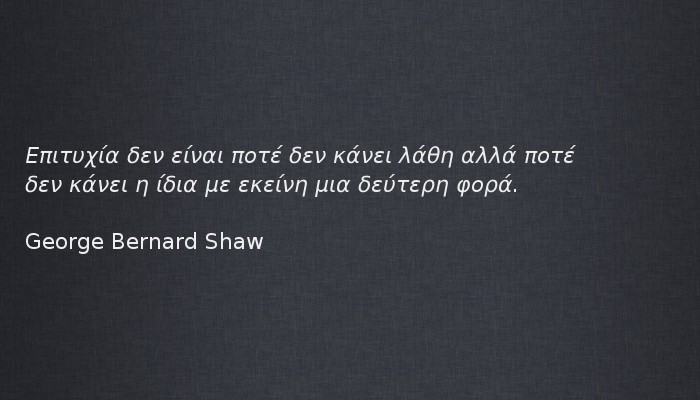 Επιτυχία δεν είναι ποτέ δεν κάνει λάθη αλλά ποτέ
δεν κάνει η ίδια με εκείνη μια δεύτερη φορά.
George Bernard Shaw